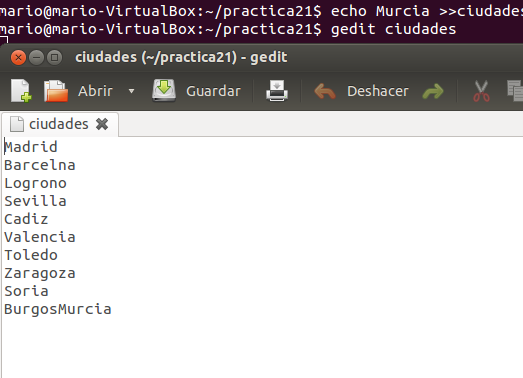 mario@mario-VirtualBox:~/practica21$ echo Murcia >>ciudades
mario@mario-VirtualBox:~/practica21$ gedit ciudades
ciudades (~/practica21) - gedit
Abrir Guardar Deshacer
ciudades
Madrid
Barcelna
Logrono
Sevilla
Cadiz
Valencia
Toledo
Zaragoza
Soria
BurgosMurcia